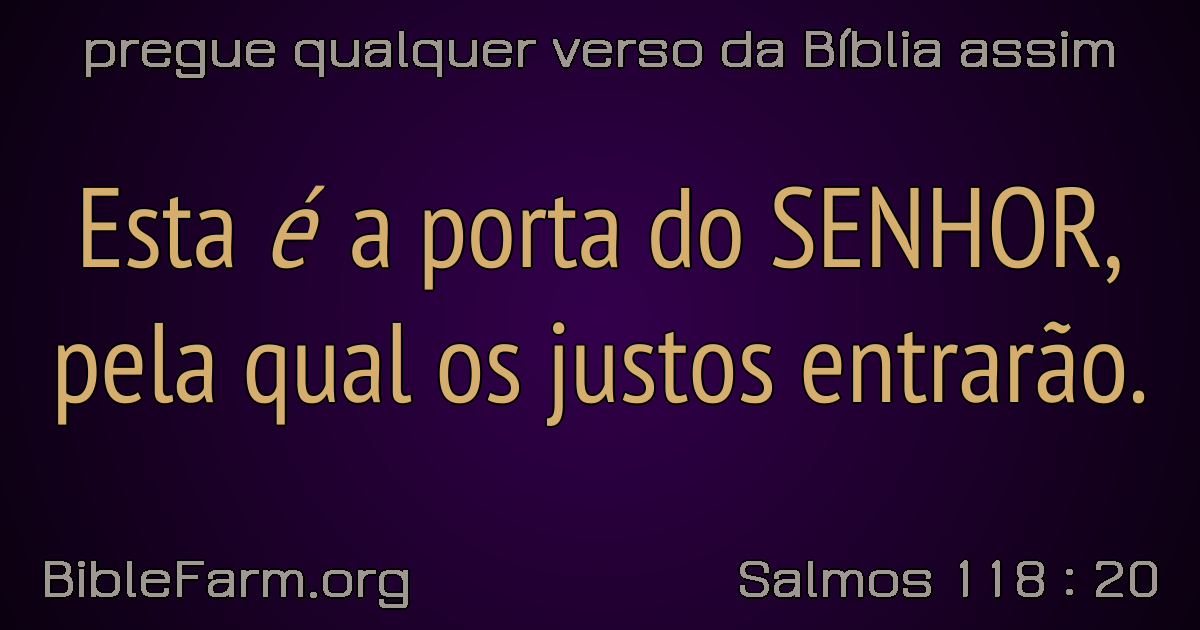 pregue qualquer verso da Bíblia assim
Esta é a porta do SENHOR,
pela qual os justos entrarão.
BibleFarm.org
Salmos 118 : 20